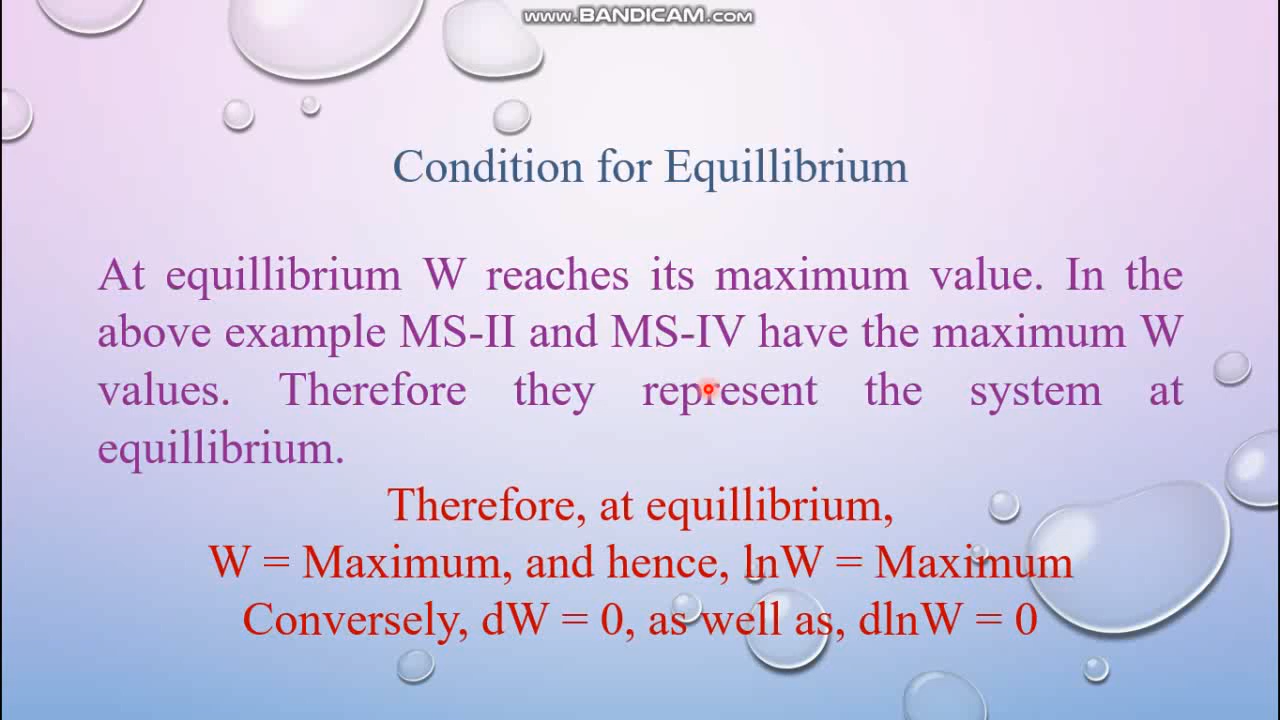 www.BANDICAM.com
Condition for Equillibrium
At equillibrium W reaches its maximum value. In the
above example MS-II and MS-IV have the maximum W
values. Therefore they represent the system at
equillibrium.
Therefore, at equillibrium,
W = Maximum, and hence, lnW = Maximum
Conversely, dW = 0, as well as, dlnW = 0